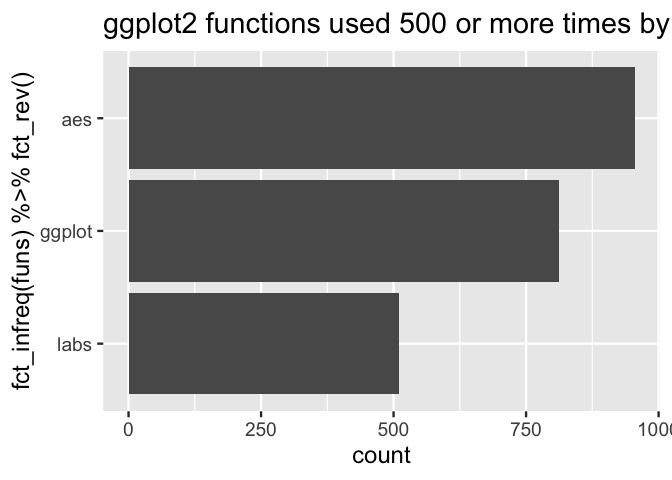 ggplot2 functions used 500 or more times by
fct_infreq(funs) %>% fct_rev()
aes
ggplot
labs
0 250 500 750 1000
count